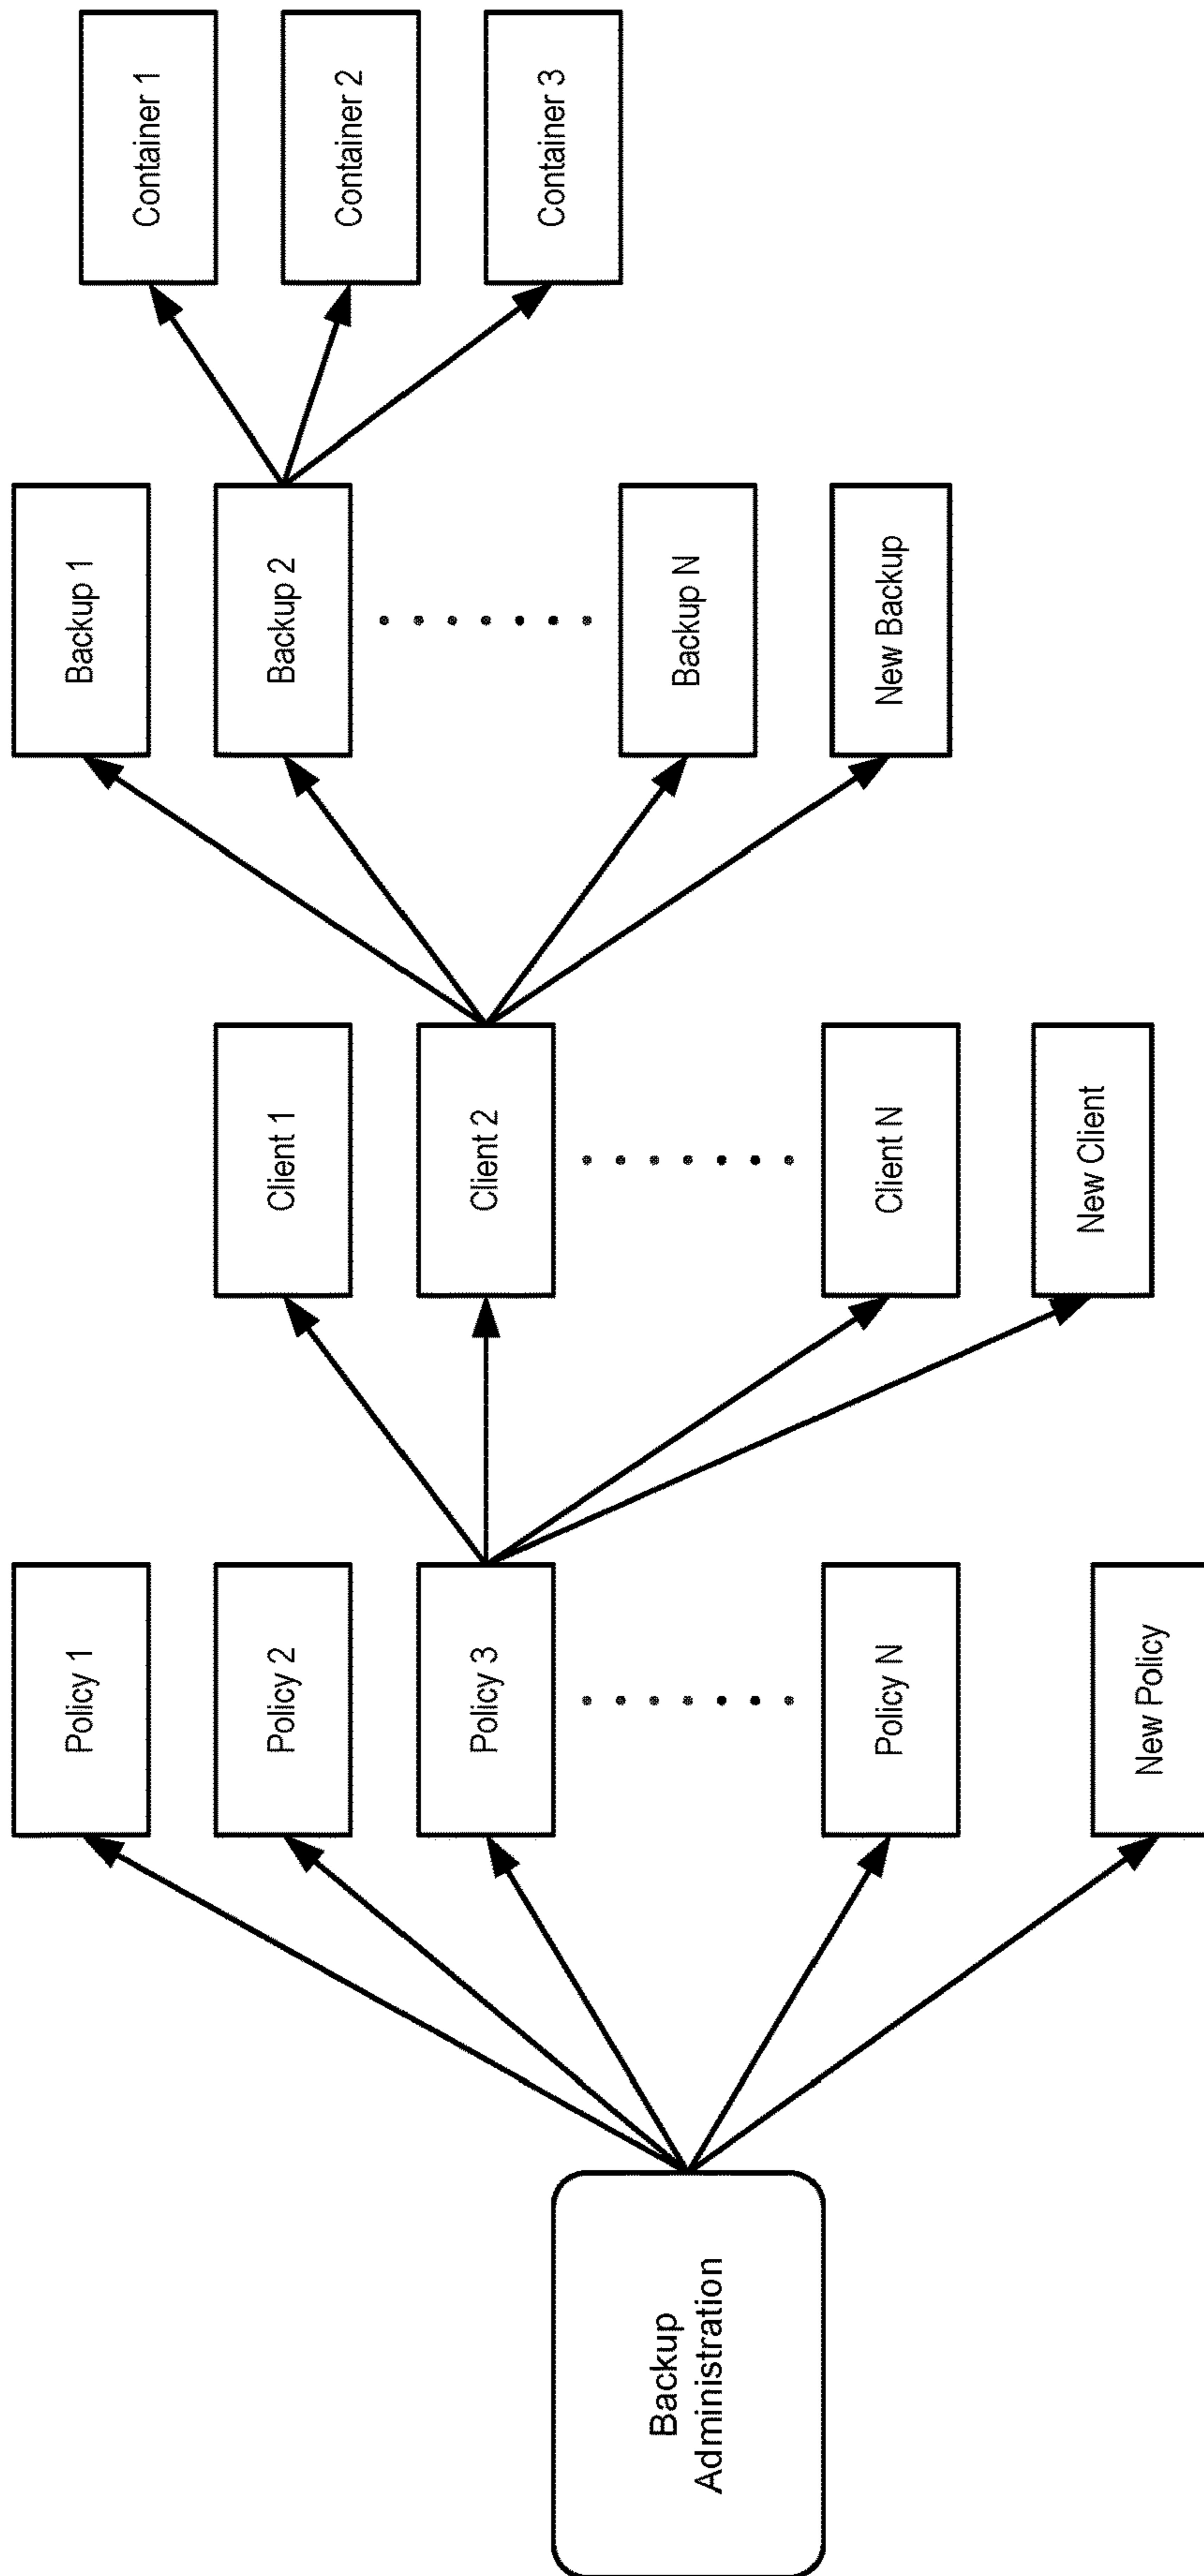 Backup
Administration
Policy 1
Policy 2
Policy 3
Policy N
New Policy
Client 1
Client 2
Client N
New Client
Backup 1
Backup 2
Backup N
New Backup
Container 1
Container 2
Container 3